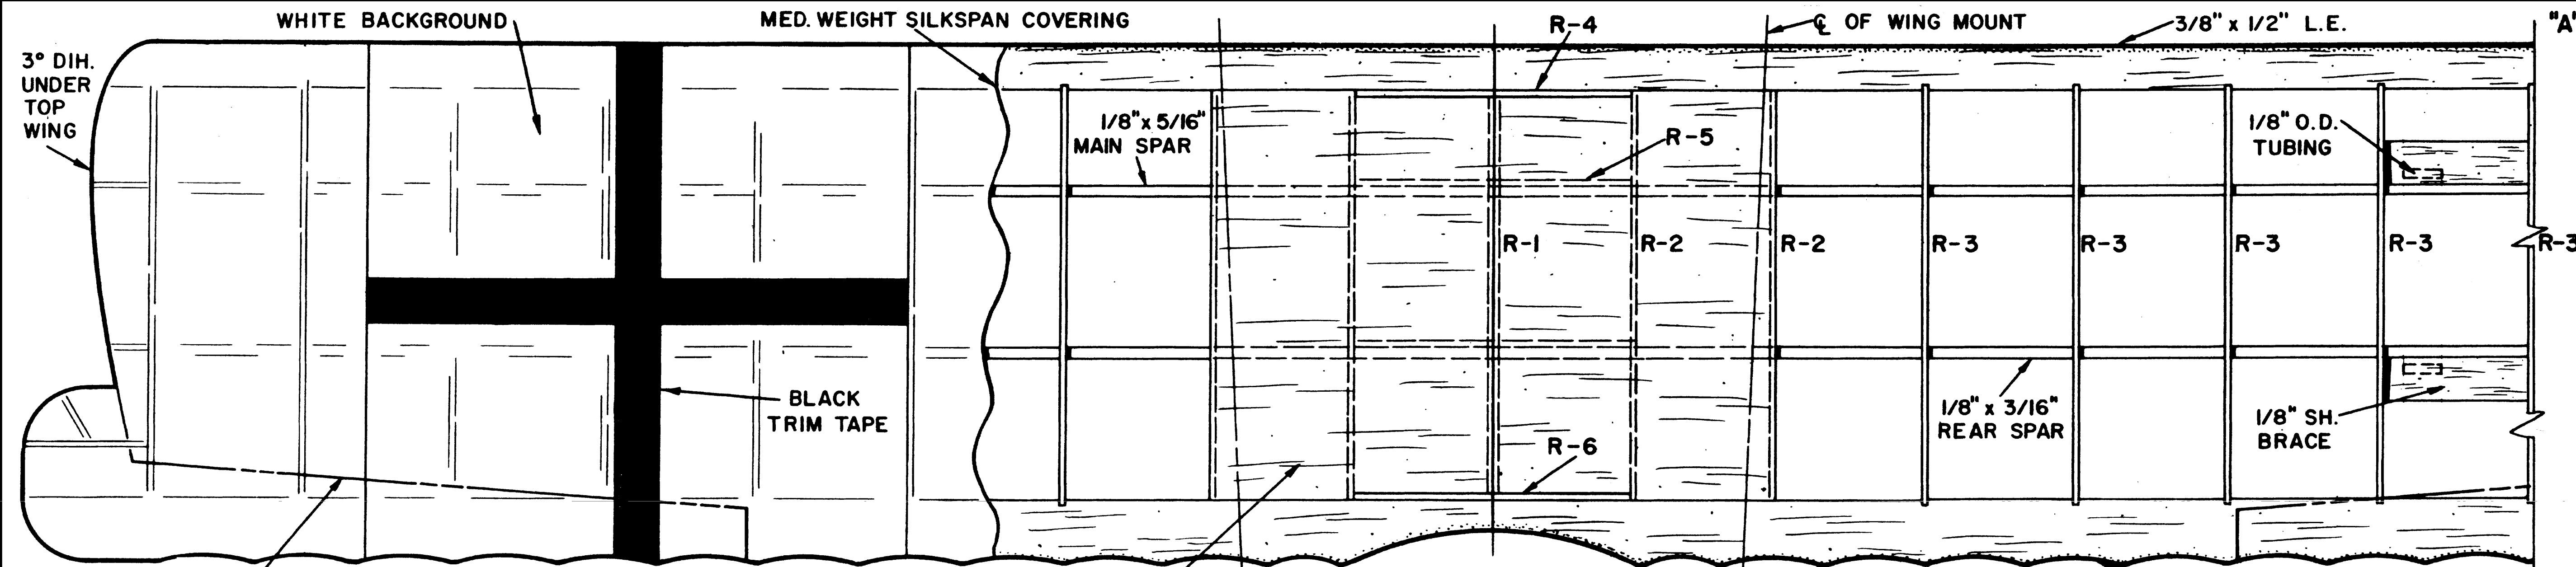 WHITE BACKGROUND
MED. WEIGHT SILKSPAN COVERING
R-4
℄ OF WING MOUNT
3/8" x 1/2" L.E.
"A"
3° DIH.
UNDER
TOP
WING
1/8" x 5/16"
MAIN SPAR
R-5
1/8" O.D.
TUBING
R-1
R-2
R-2
R-3
R-3
R-3
R-3
R-3
BLACK
TRIM TAPE
R-6
1/8" x 3/16"
REAR SPAR
1/8" SH.
BRACE